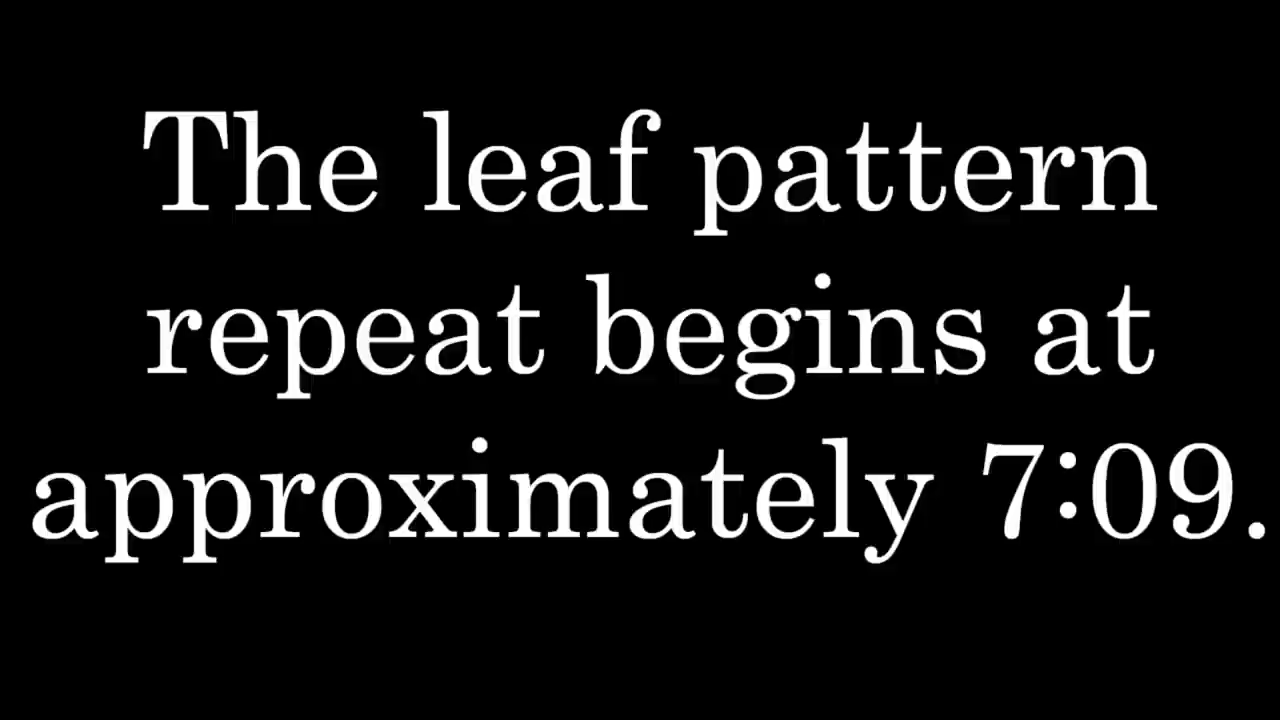 The leaf pattern
repeat begins at
approximately 7:09.